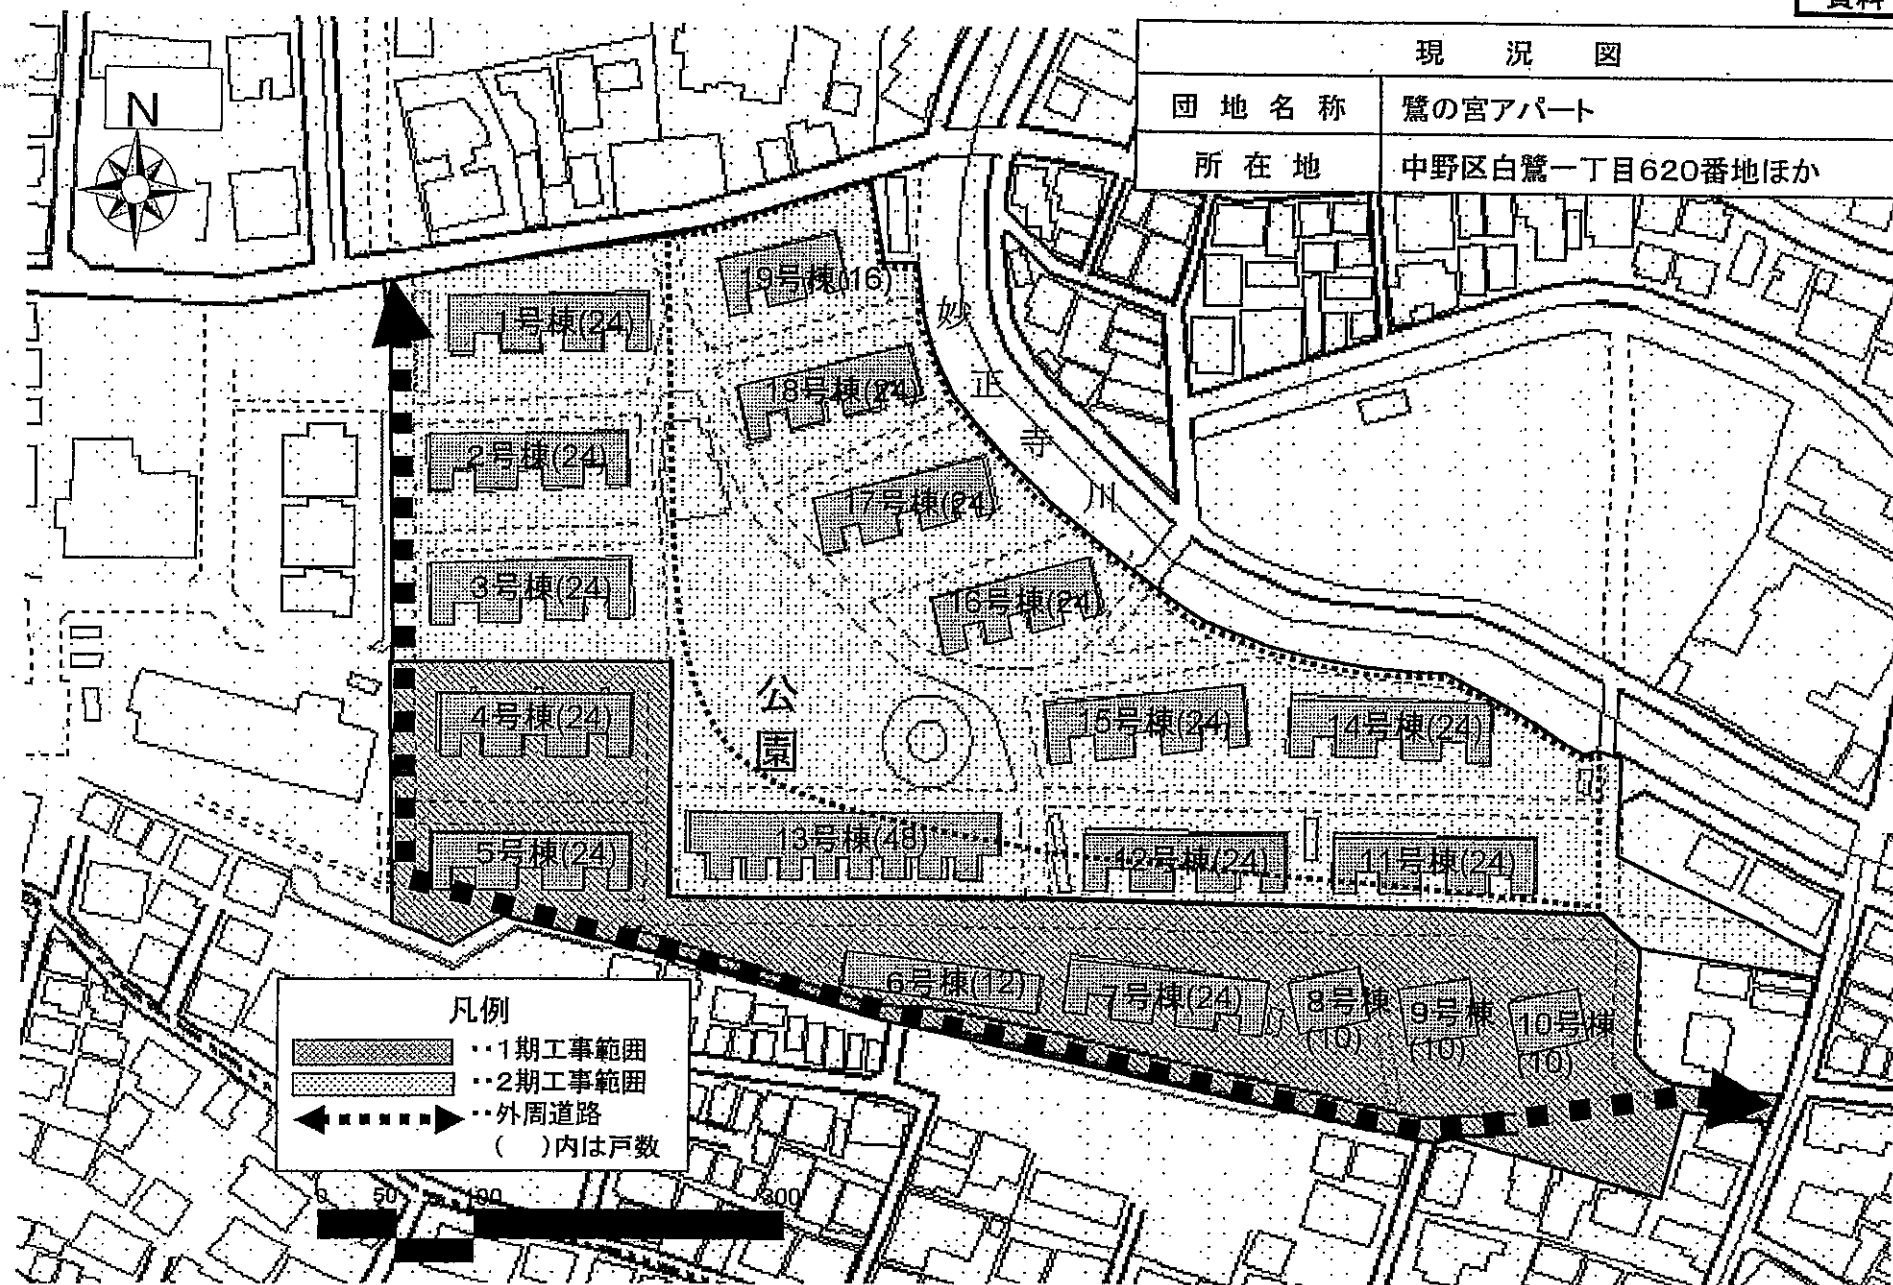 資料
現況図
団地名称 鷺の宮アパート
所在地 中野区白鷺一丁目620番地ほか
N
19号棟(16)
1号棟(24)
妙正寺川
18号棟(24)
2号棟(24)
17号棟(24)
3号棟(24)
16号棟(24)
公園
4号棟(24)
15号棟(24)
14号棟(24)
13号棟(48)
5号棟(24)
12号棟(24)
11号棟(24)
6号棟(12)
7号棟(24)
8号棟
(10)
9号棟
(10)
10号棟
(10)
凡例
・・1期工事範囲
・・2期工事範囲
・・外周道路
( )内は戸数
0 50 100 300